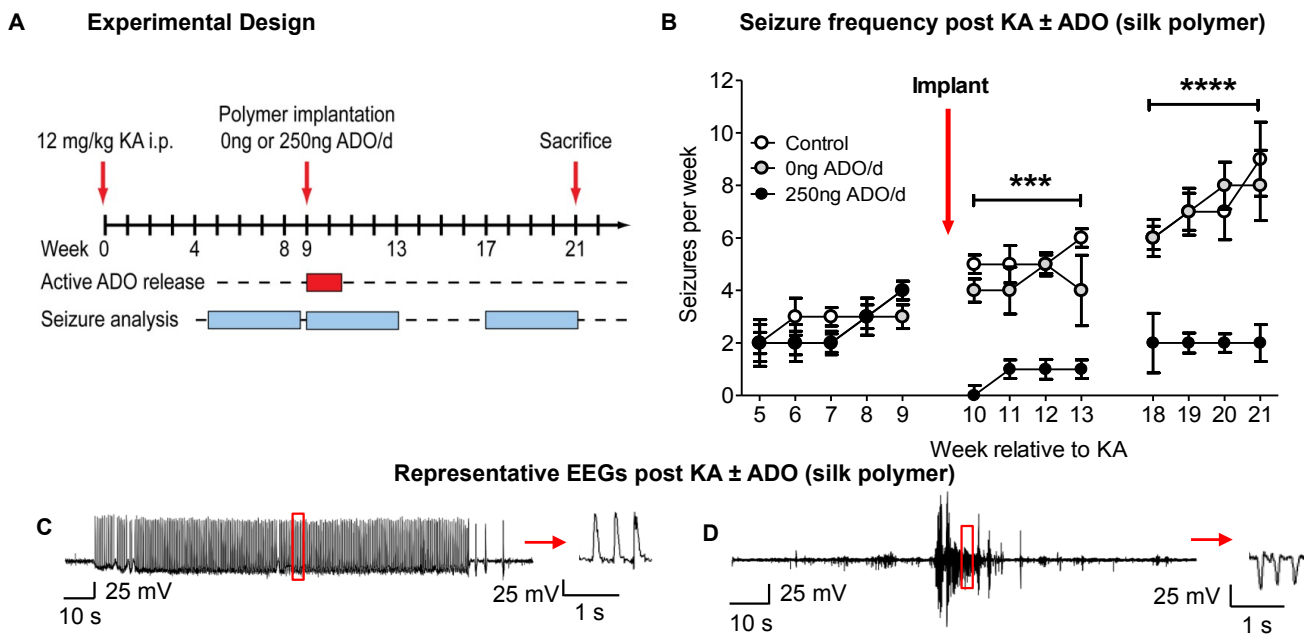 A Experimental Design
12 mg/kg KA i.p.
Polymer implantation
0ng or 250ng ADO/d
Sacrifice
Week 0 4 8 9 13 17 21
Active ADO release
Seizure analysis
B Seizure frequency post KA ± ADO (silk polymer)
Implant
Control
0ng ADO/d
250ng ADO/d
***
****
Seizures per week
12
10
8
6
4
2
0
5 6 7 8 9 10 11 12 13 18 19 20 21
Week relative to KA
Representative EEGs post KA ± ADO (silk polymer)
C
25 mV
10 s
25 mV
1 s
D
25 mV
10 s
25 mV
1 s